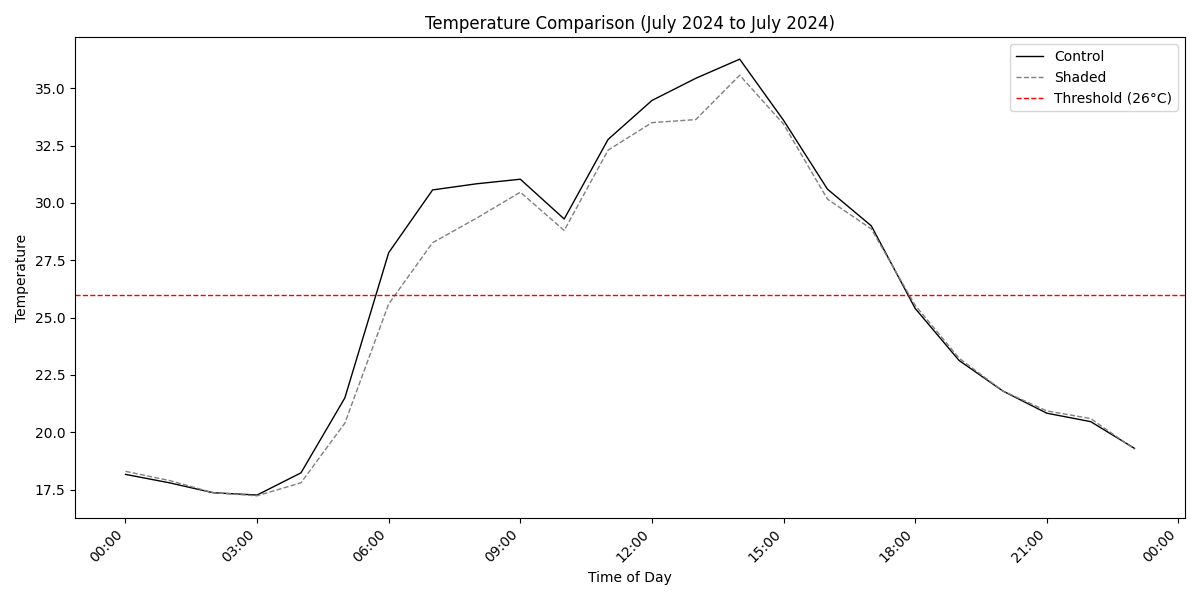 Temperature Comparison (July 2024 to July 2024)
Control
Shaded
Threshold (26°C)
Temperature
35.0
32.5
30.0
27.5
25.0
22.5
20.0
17.5
00:00
03:00
06:00
09:00
12:00
15:00
18:00
21:00
00:00
Time of Day